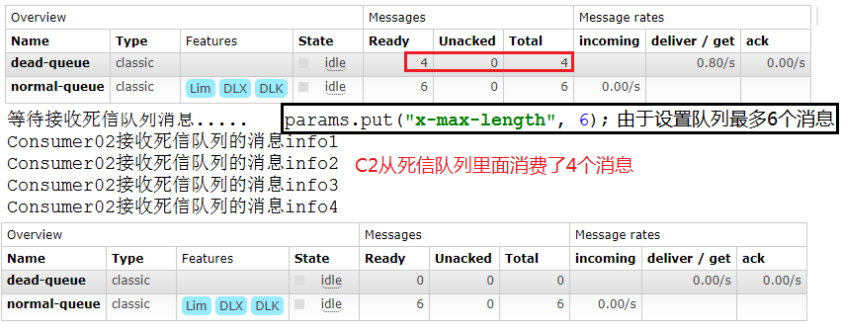 Overview Messages Message rates
Name Type Features State Ready Unacked Total incoming deliver / get ack
dead-queue classic idle 4 0 4 0.80/s 0.00/s
normal-queue classic Lim DLX DLK idle 6 0 6 0.00/s
等待接收死信队列消息..... params.put("x-max-length", 6); 由于设置队列最多6个消息
Consumer02接收死信队列的消息info1
Consumer02接收死信队列的消息info2 C2从死信队列里面消费了4个消息
Consumer02接收死信队列的消息info3
Consumer02接收死信队列的消息info4
Overview Messages Message rates
Name Type Features State Ready Unacked Total incoming deliver / get ack
dead-queue classic idle 0 0 0 0.00/s 0.00/s
normal-queue classic Lim DLX DLK idle 6 0 6 0.00/s